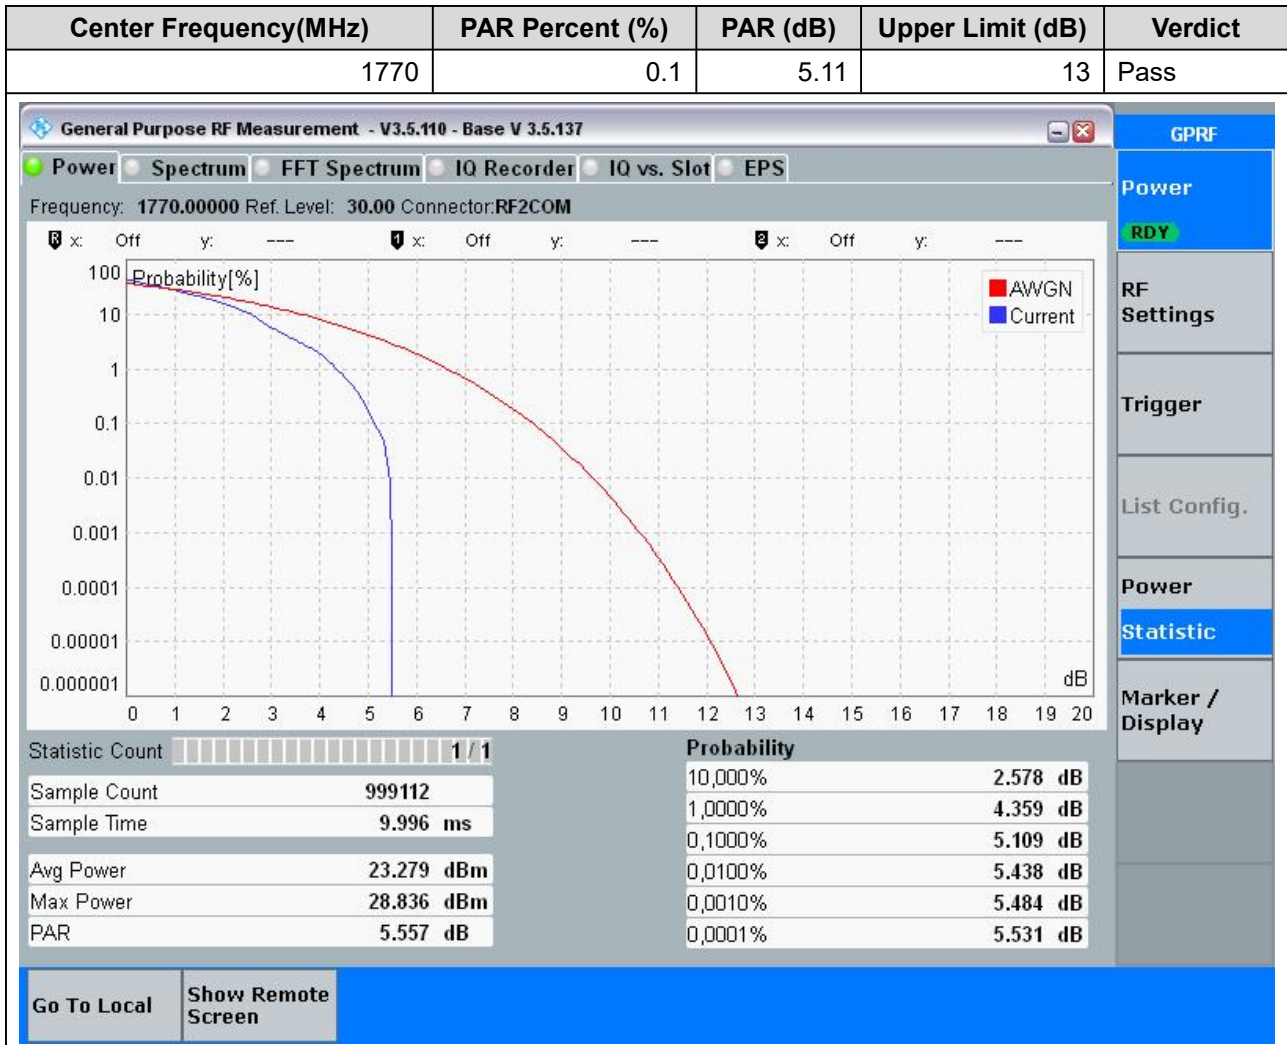 Center Frequency(MHz) PAR Percent (%) PAR (dB) Upper Limit (dB) Verdict
1770 0.1 5.11 13 Pass
General Purpose RF Measurement - V3.5.110 - Base V 3.5.137
GPRF
Power Spectrum FFT Spectrum IQ Recorder IQ vs. Slot EPS
Power
RDY
Frequency: 1770.00000 Ref. Level: 30.00 Connector:RF2COM
R x: Off y: --- 1 x: Off y: --- 2 x: Off y: ---
Probability[%]
AWGN
Current
100
10
1
0.1
0.01
0.001
0.0001
0.00001
0.000001
dB
0 1 2 3 4 5 6 7 8 9 10 11 12 13 14 15 16 17 18 19 20
RF
Settings
Trigger
List Config.
Power
Statistic
Marker /
Display
Statistic Count 1 / 1
Sample Count 999112
Sample Time 9.996 ms
Avg Power 23.279 dBm
Max Power 28.836 dBm
PAR 5.557 dB
Probability
10,000% 2.578 dB
1,0000% 4.359 dB
0,1000% 5.109 dB
0,0100% 5.438 dB
0,0010% 5.484 dB
0,0001% 5.531 dB
Go To Local
Show Remote
Screen